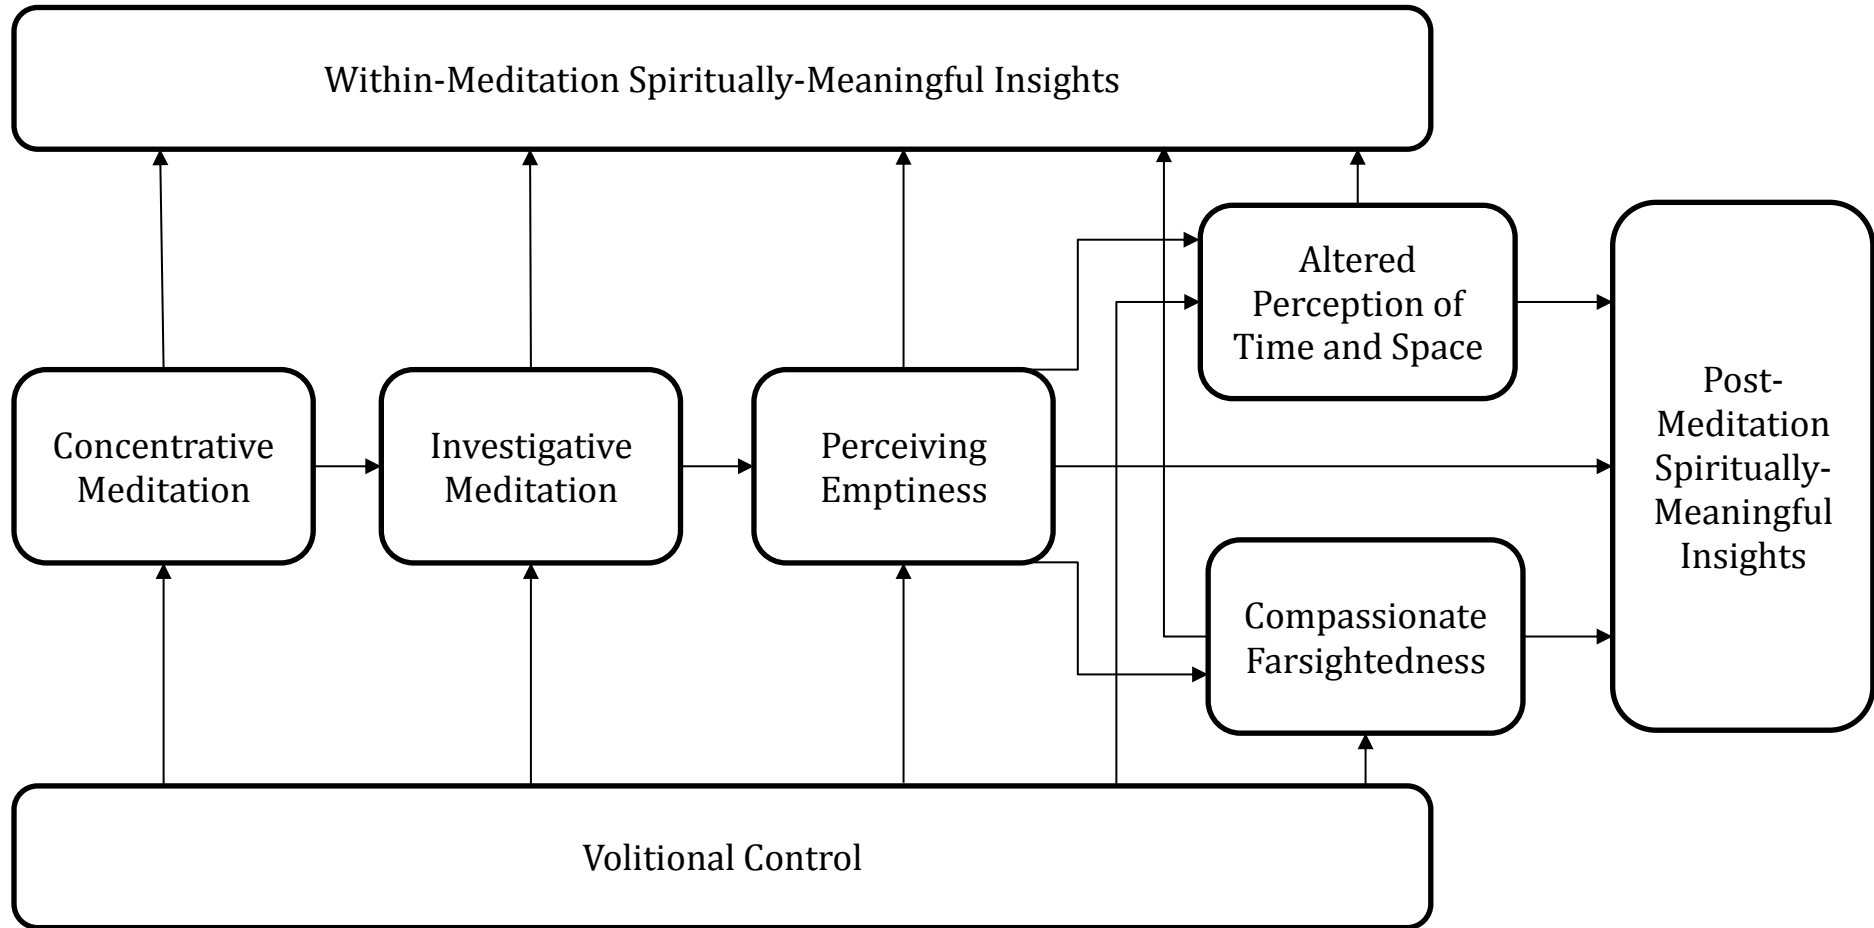 Within-Meditation Spiritually-Meaningful Insights
Concentrative
Meditation
Investigative
Meditation
Perceiving
Emptiness
Altered
Perception of
Time and Space
Compassionate
Farsightedness
Post-
Meditation
Spiritually-
Meaningful
Insights
Volitional Control